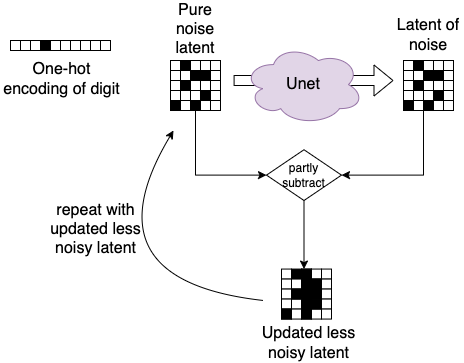 Pure
noise
latent
Latent of
noise
One-hot
encoding of digit
Unet
partly
subtract
repeat with
updated less
noisy latent
Updated less
noisy latent